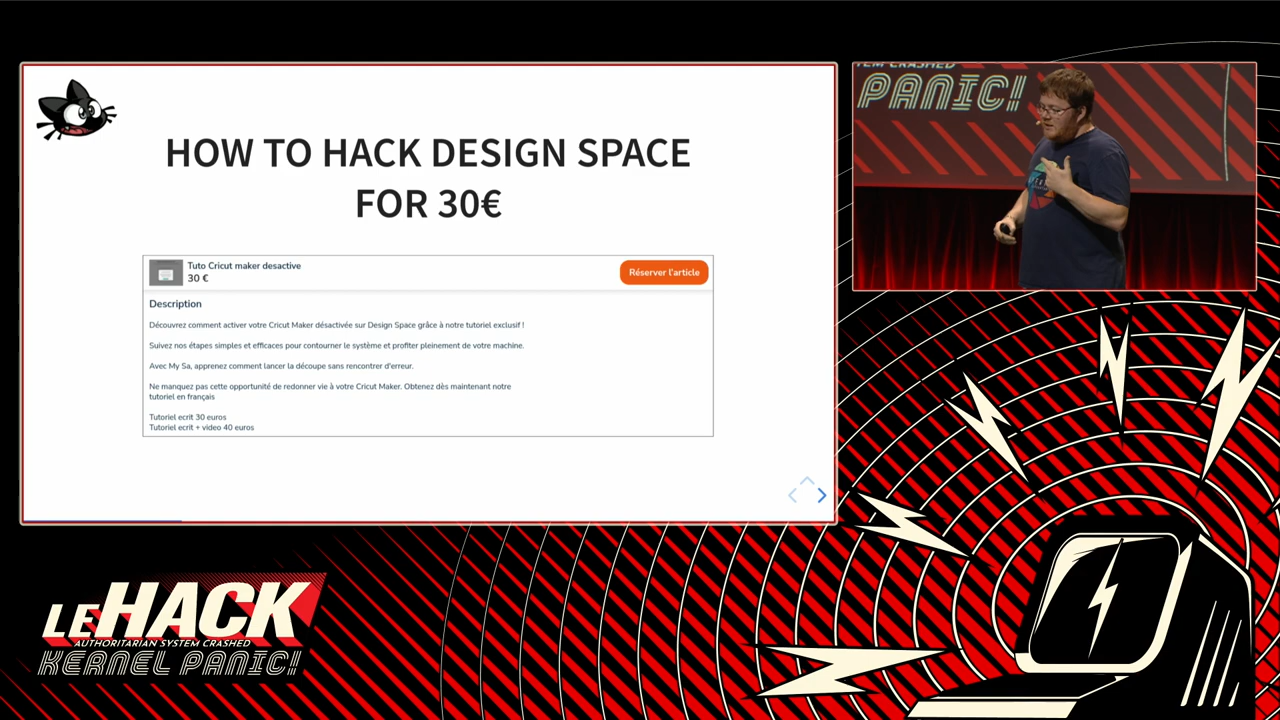 HOW TO HACK DESIGN SPACE
FOR 30€
Tuto Cricut maker desactive
30 €
Réserver l'article
Description
Découvrez comment activer votre Cricut Maker désactivée sur Design Space grâce à notre tutoriel exclusif !
Suivez nos étapes simples et efficaces pour contourner le système et profiter pleinement de votre machine.
Avec My Sa, apprenez comment lancer la découpe sans rencontrer d'erreur.
Ne manquez pas cette opportunité de redonner vie à votre Cricut Maker. Obtenez dès maintenant notre
tutoriel en français
Tutoriel ecrit 30 euros
Tutoriel ecrit + video 40 euros
CRASHED
PANIC!
LEHACK
AUTHORITARIAN SYSTEM CRASHED
KERNEL PANIC!